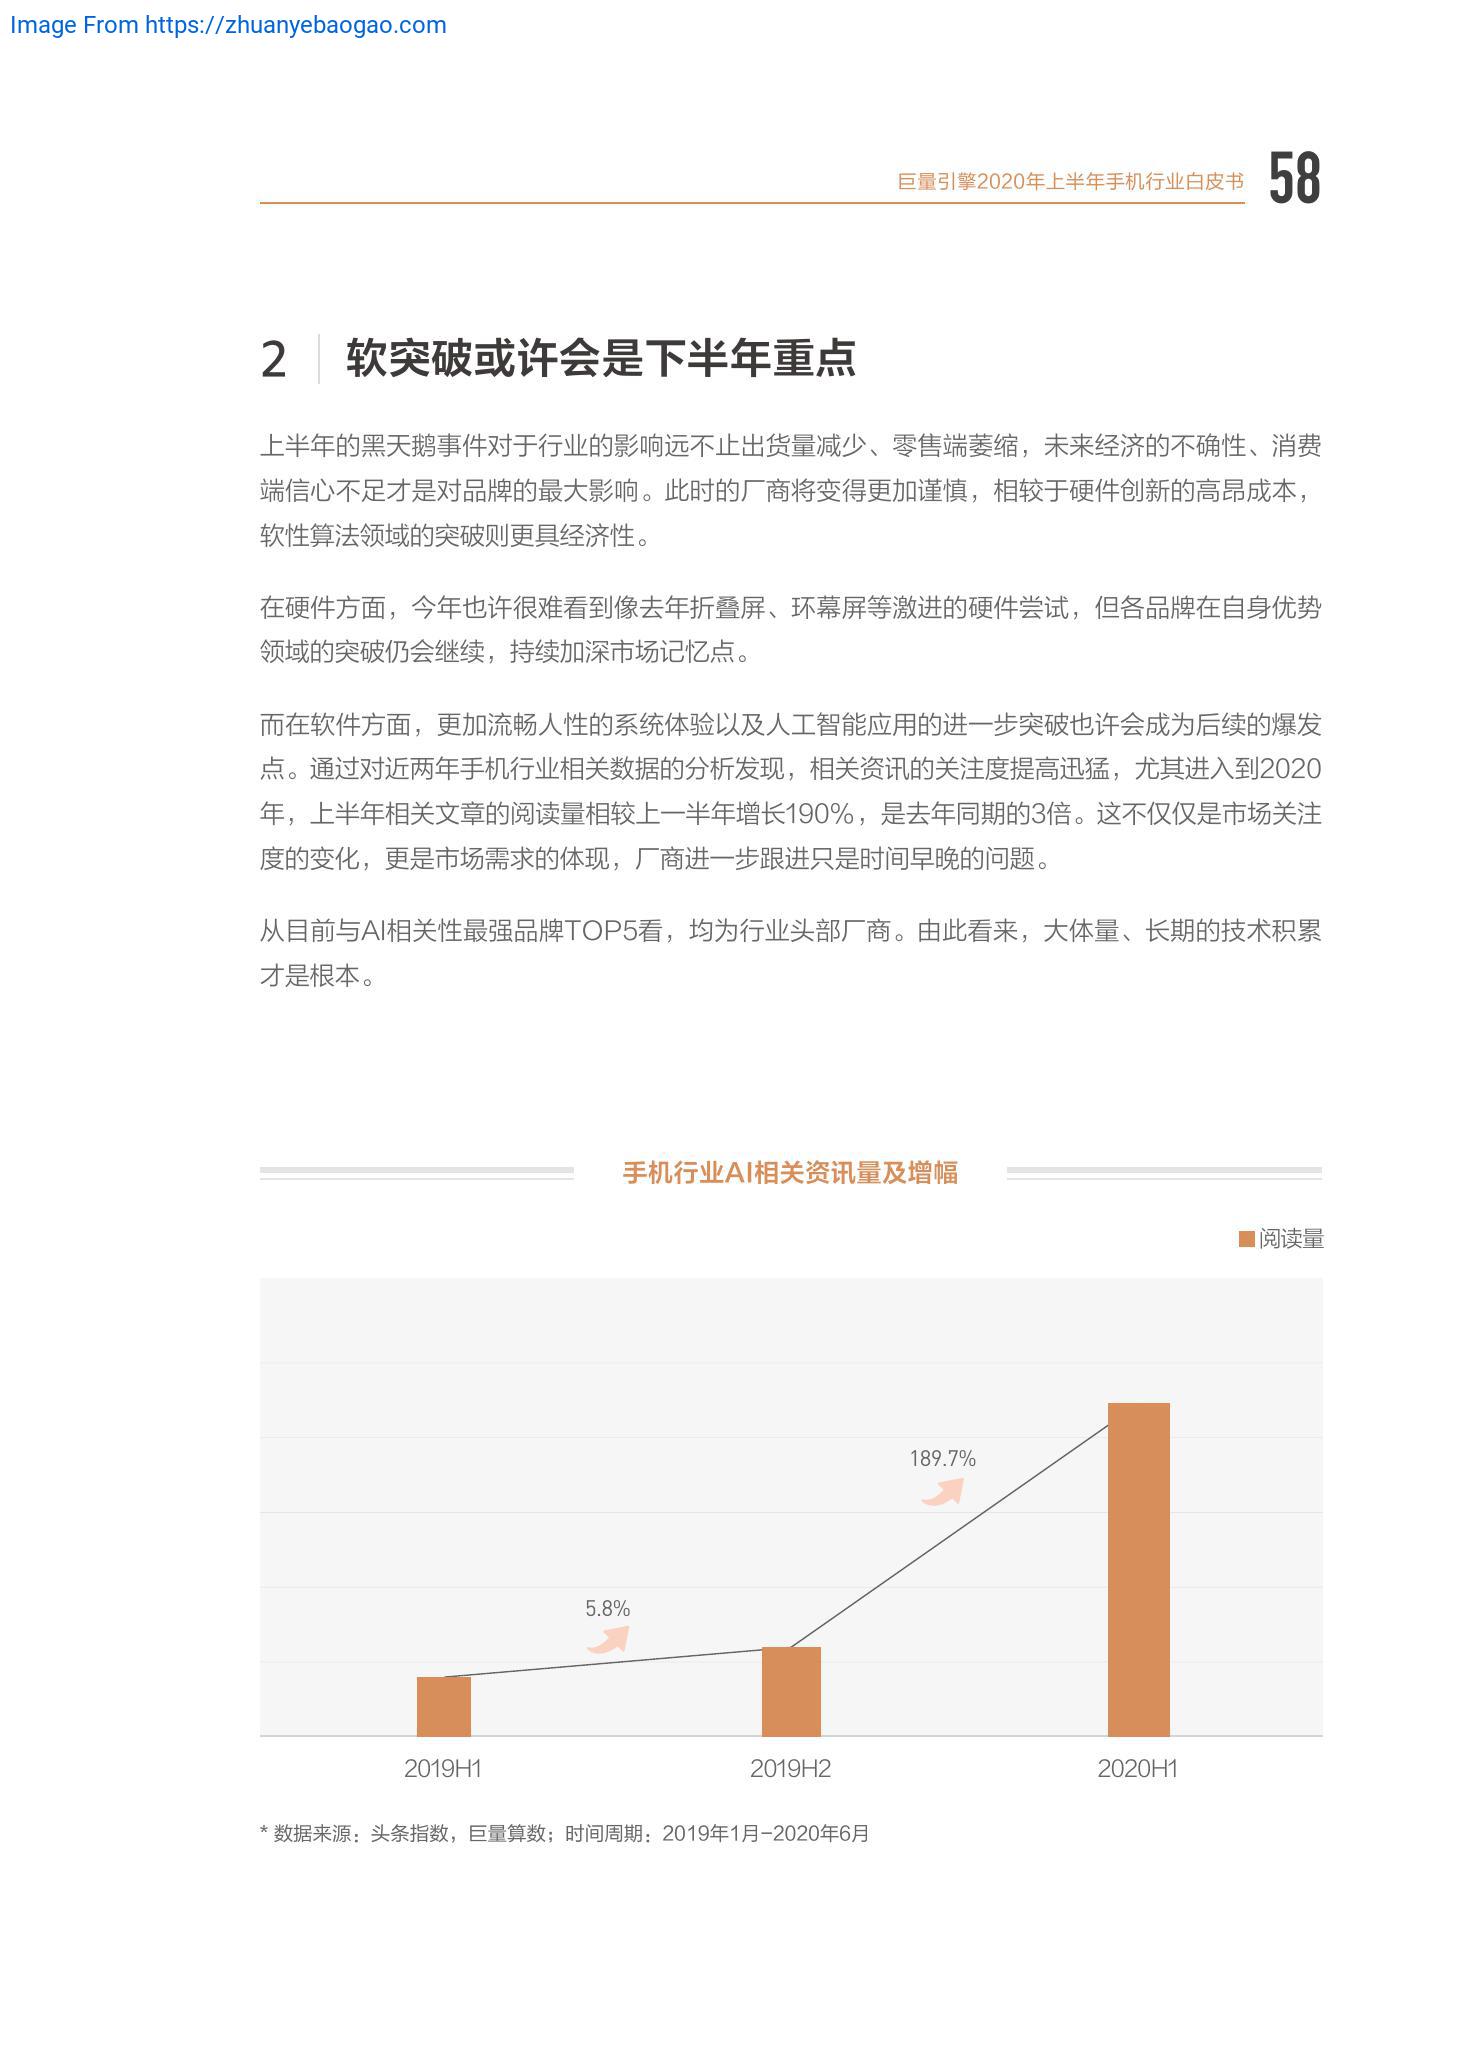 Image From https://zhuanyebaogao.com
巨量引擎2020年上半年手机行业白皮书 58
2 软突破或许会是下半年重点
上半年的黑天鹅事件对于行业的影响远不止出货量减少、零售端萎缩，未来经济的不确性、消费
端信心不足才是对品牌的最大影响。此时的厂商将变得更加谨慎，相较于硬件创新的高昂成本，
软性算法领域的突破则更具经济性。
在硬件方面，今年也许很难看到像去年折叠屏、环幕屏等激进的硬件尝试，但各品牌在自身优势
领域的突破仍会继续，持续加深市场记忆点。
而在软件方面，更加流畅人性的系统体验以及人工智能应用的进一步突破也许会成为后续的爆发
点。通过对近两年手机行业相关数据的分析发现，相关资讯的关注度提高迅猛，尤其进入到2020
年，上半年相关文章的阅读量相较上一半年增长190%，是去年同期的3倍。这不仅仅是市场关注
度的变化，更是市场需求的体现，厂商进一步跟进只是时间早晚的问题。
从目前与AI相关性最强品牌TOP5看，均为行业头部厂商。由此看来，大体量、长期的技术积累
才是根本。
手机行业AI相关资讯量及增幅
阅读量
189.7%
5.8%
2019H1 2019H2 2020H1
* 数据来源：头条指数，巨量算数；时间周期：2019年1月-2020年6月